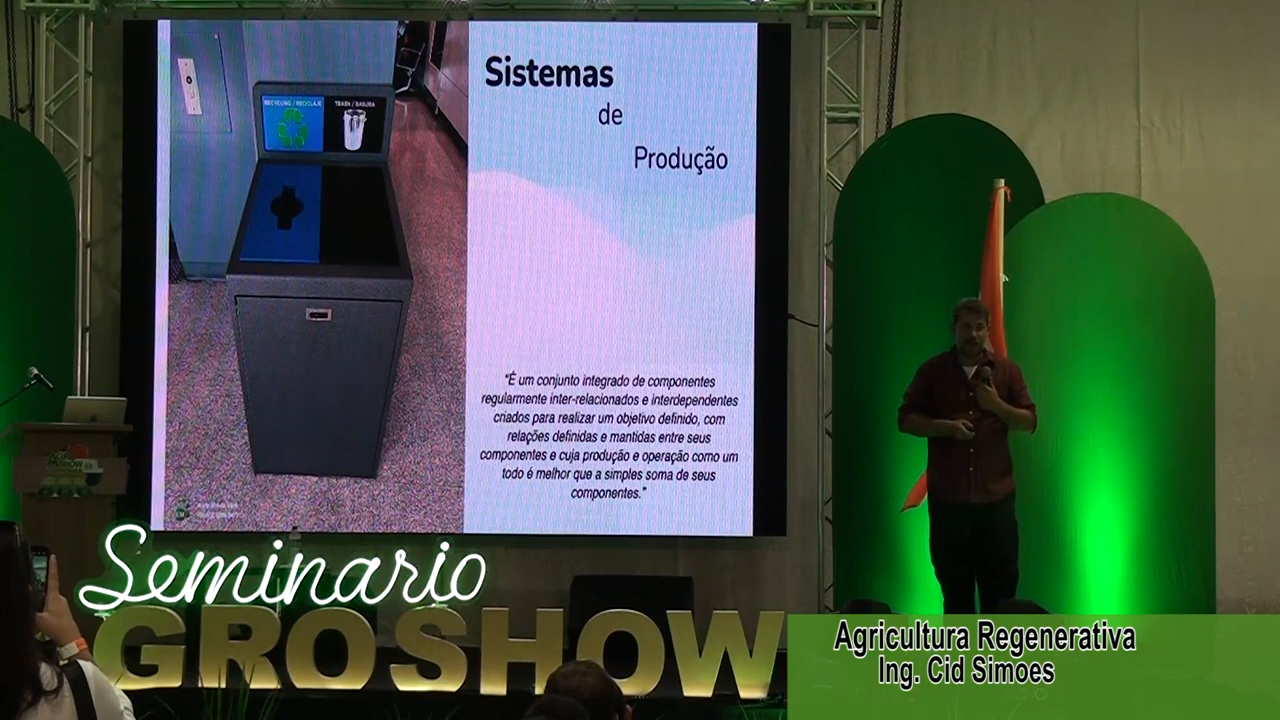 RECYCLING / RECICLAJE
TRASH / BASURA
Sistemas
de
Produção
"É um conjunto integrado de componentes
regularmente inter-relacionados e interdependentes
criados para realizar um objetivo definido, com
relações definidas e mantidas entre seus
componentes e cuja produção e operação como um
todo é melhor que a simples soma de seus
componentes."
SHOW
Seminario
GROSHOW
Agricultura Regenerativa
Ing. Cid Simoes